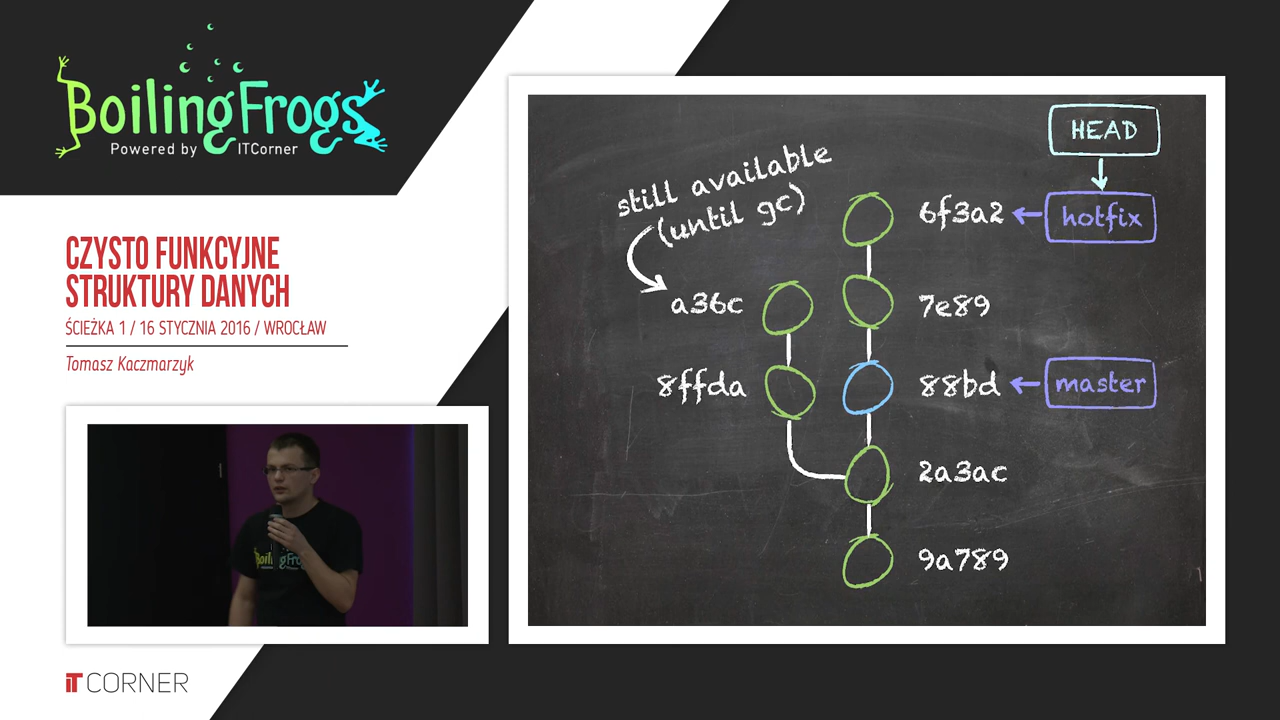 BoilingFrogs
Powered by ITCorner
CZYSTO FUNKCYJNE
STRUKTURY DANYCH
ŚCIEŻKA 1 / 16 STYCZNIA 2016 / WROCŁAW
Tomasz Kaczmarzyk
iT CORNER
HEAD
still available
(until gc)
6f3a2
hotfix
a36c
7e89
8ffda
88bd
master
2a3ac
9a789